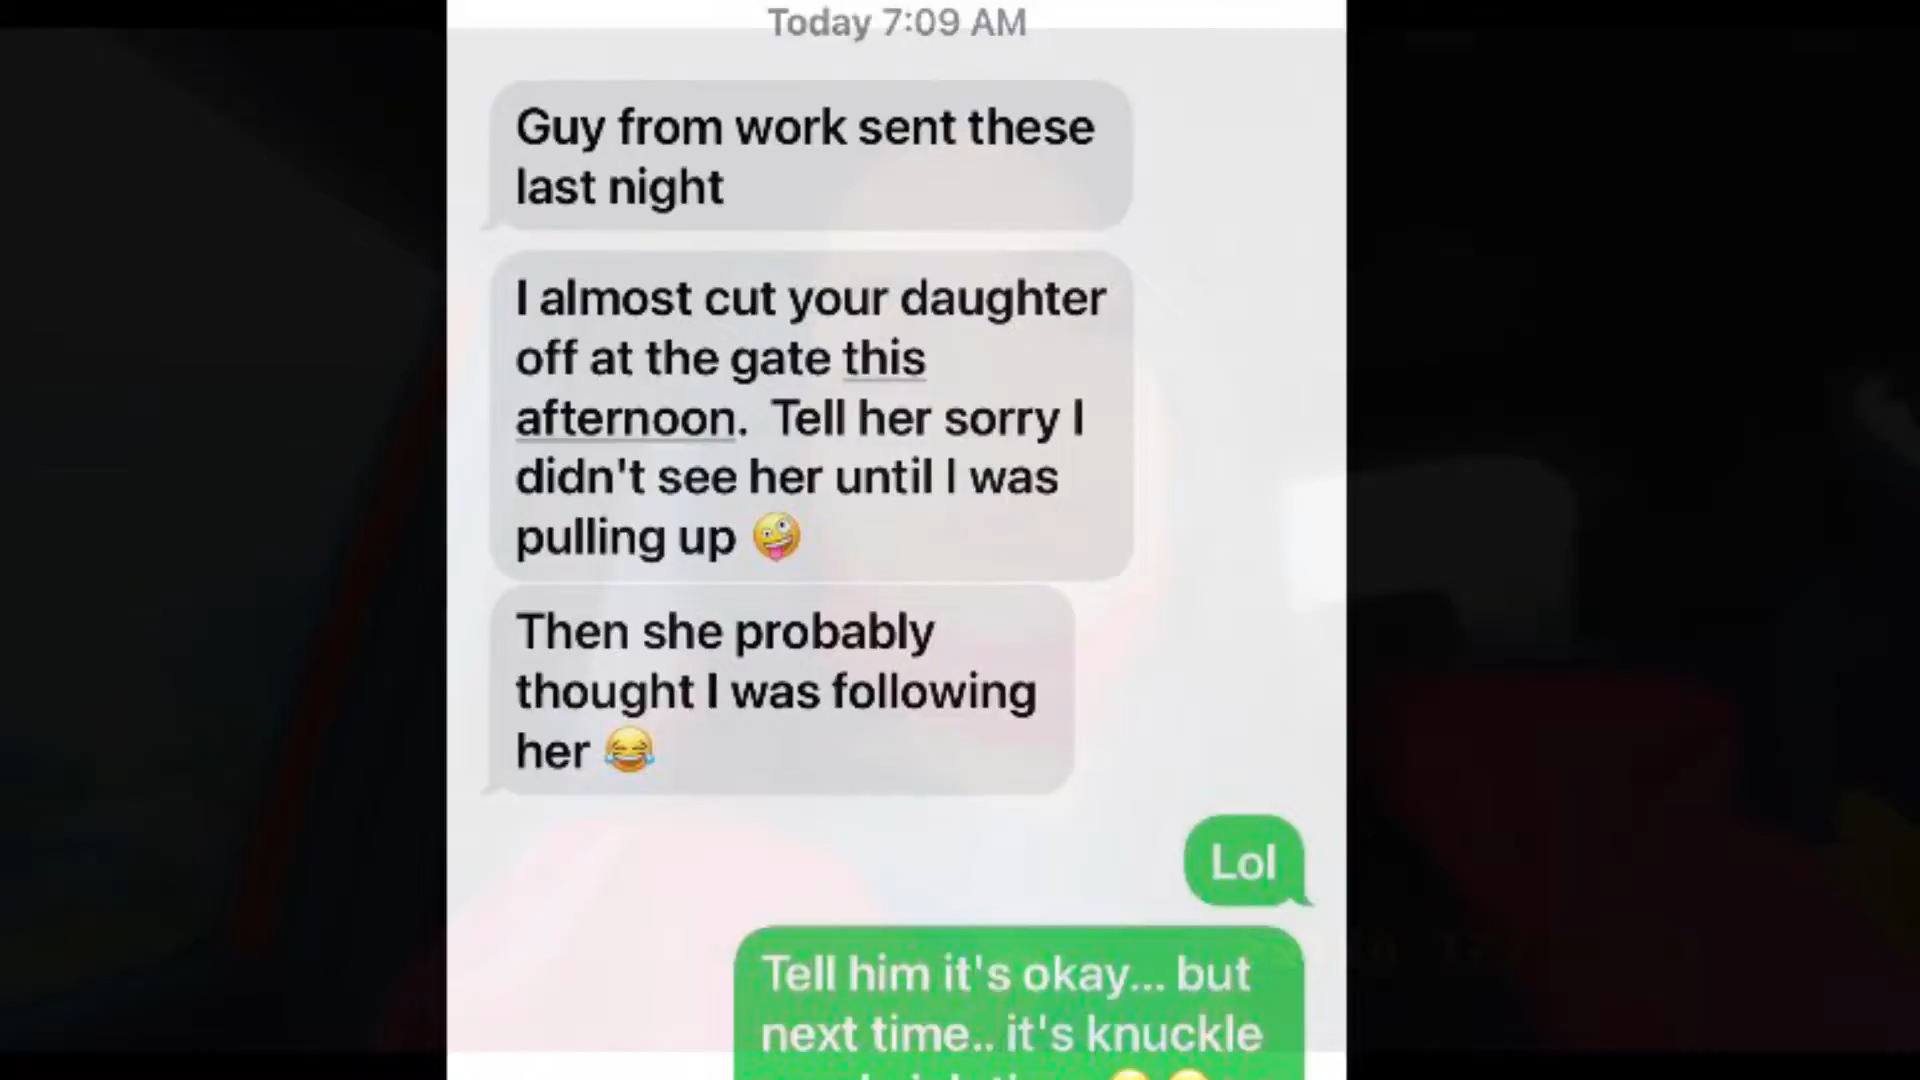 Today 7:09 AM
Guy from work sent these
last night
I almost cut your daughter
off at the gate this
afternoon.  Tell her sorry I
didn't see her until I was
pulling up 🤪
Then she probably
thought I was following
her 😂
Lol
Tell him it's okay... but
next time.. it's knuckle